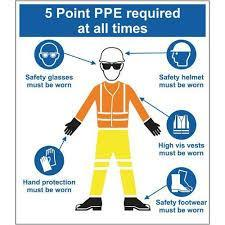 5 Point PPE required
at all times
Safety glasses
must be worn
Safety helmet
must be worn
High vis vests
must be worn
Hand protection
must be worn
Safety footwear
must be worn